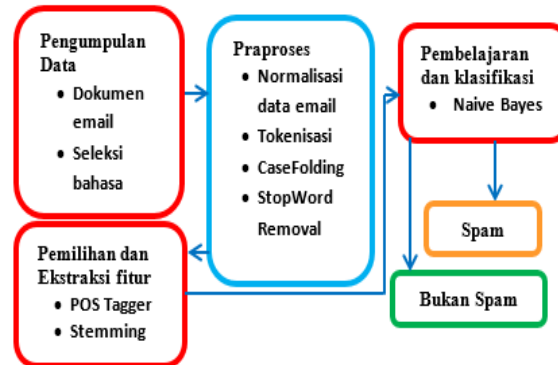 Pengumpulan
Data
• Dokumen
email
• Seleksi
bahasa
Praproses
• Normalisasi
data email
• Tokenisasi
• CaseFolding
• StopWord
Removal
Pemilihan dan
Ekstraksi fitur
• POS Tagger
• Stemming
Pembelajaran
dan klasifikasi
• Naive Bayes
Spam
Bukan Spam